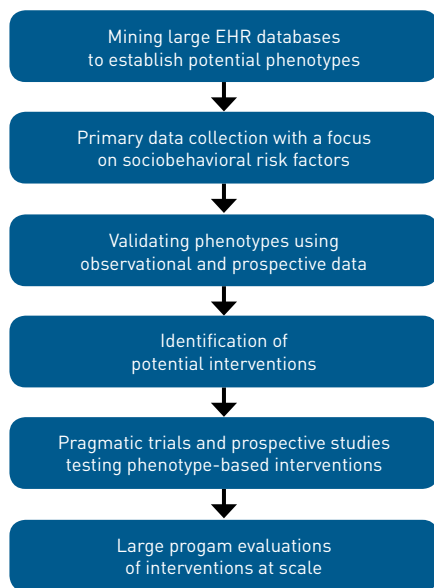 Mining large EHR databases
to establish potential phenotypes
Primary data collection with a focus
on sociobehavioral risk factors
Validating phenotypes using
observational and prospective data
Identification of
potential interventions
Pragmatic trials and prospective studies
testing phenotype-based interventions
Large progam evaluations
of interventions at scale